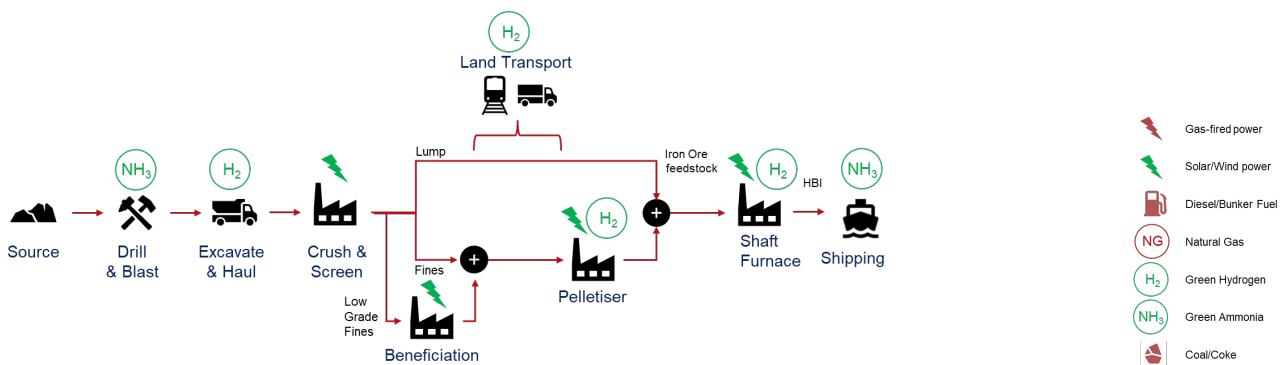 H2
Land Transport
Lump
Iron Ore
feedstock
NH3
H2
H2
H2
HBI
NH3
Source
Drill
& Blast
Excavate
& Haul
Crush &
Screen
Fines
Low
Grade
Fines
Beneficiation
Pelletiser
Shaft
Furnace
Shipping
Gas-fired power
Solar/Wind power
Diesel/Bunker Fuel
NG
Natural Gas
H2
Green Hydrogen
NH3
Green Ammonia
Coal/Coke